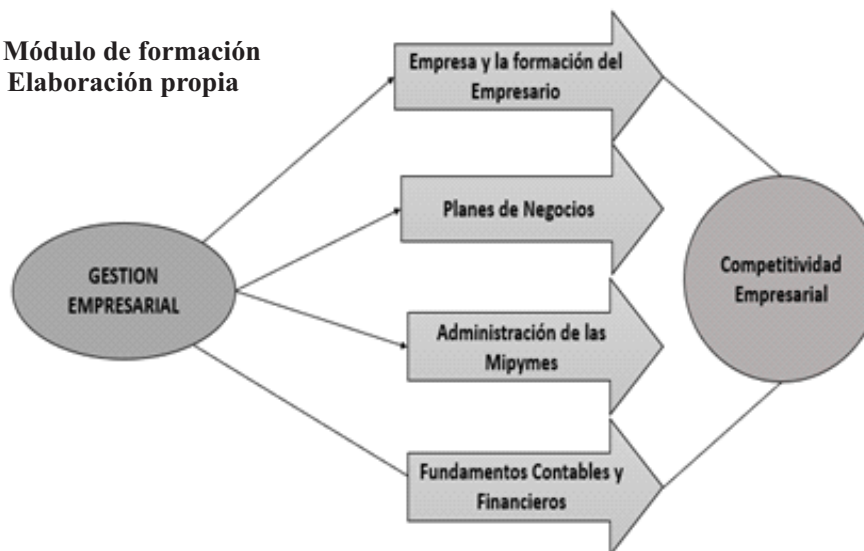 Módulo de formación
Elaboración propia
Empresa y la formación del
Empresario
Planes de Negocios
GESTION
EMPRESARIAL
Competitividad
Empresarial
Administración de las
Mipymes
Fundamentos Contables y
Financieros